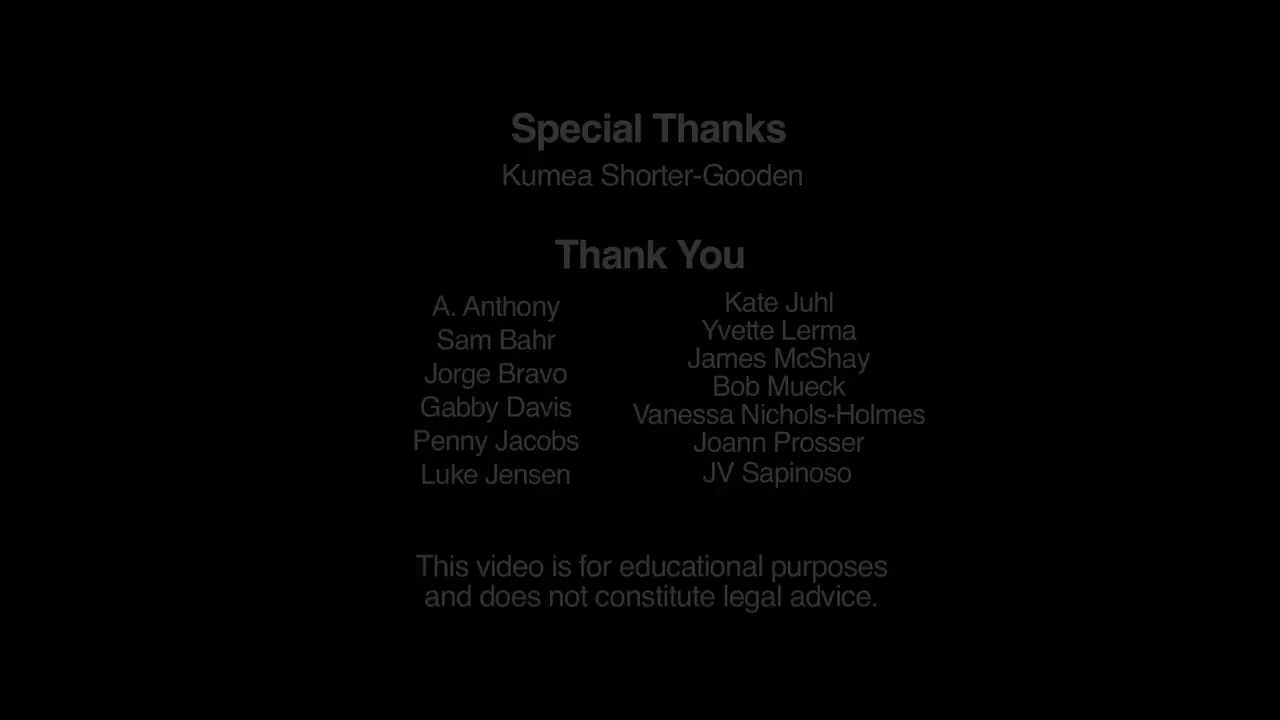 Special Thanks
Kumea Shorter-Gooden
Thank You
A. Anthony
Sam Bahr
Jorge Bravo
Gabby Davis
Penny Jacobs
Luke Jensen
Kate Juhl
Yvette Lerma
James McShay
Bob Mueck
Vanessa Nichols-Holmes
Joann Prosser
JV Sapinoso
This video is for educational purposes
and does not constitute legal advice.